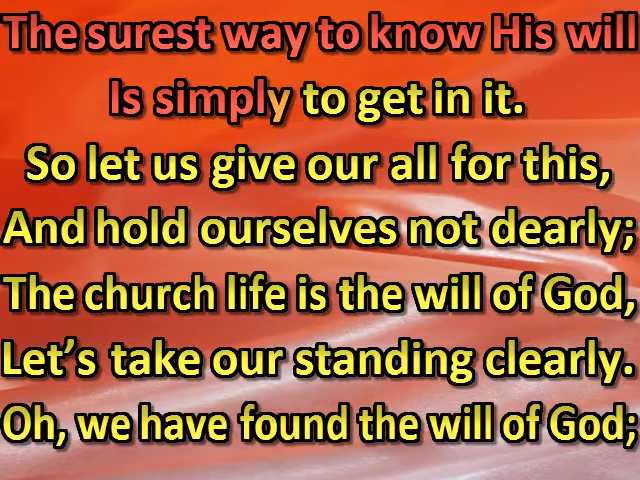 The surest way to know His will
Is simply to get in it.
So let us give our all for this,
And hold ourselves not dearly;
The church life is the will of God,
Let’s take our standing clearly.
Oh, we have found the will of God;